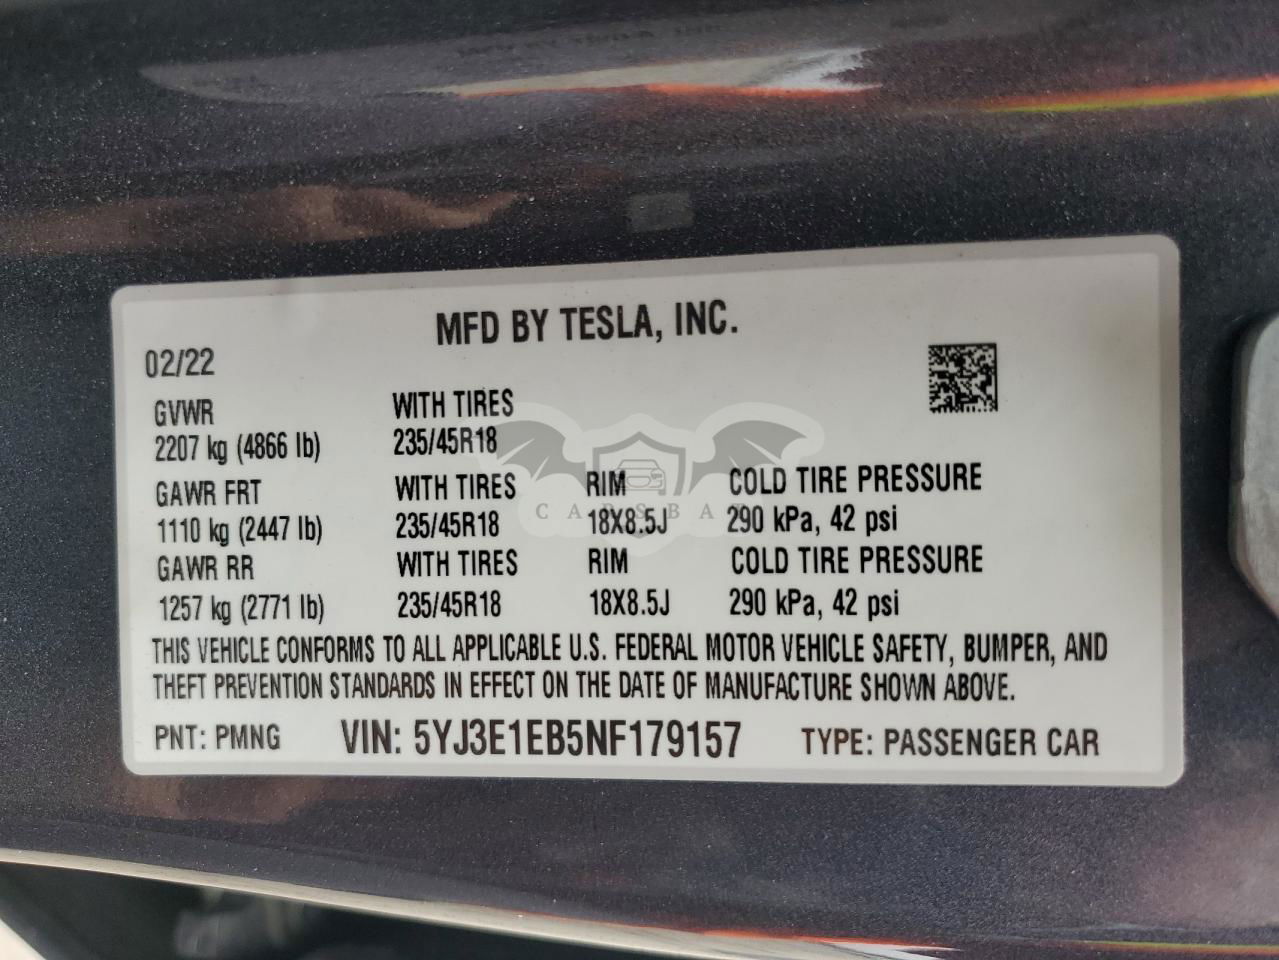 MFD BY TESLA, INC.
02/22
GVWR WITH TIRES
2207 kg (4866 lb) 235/45R18
GAWR FRT WITH TIRES RIM COLD TIRE PRESSURE
1110 kg (2447 lb) 235/45R18 18X8.5J 290 kPa, 42 psi
GAWR RR WITH TIRES RIM COLD TIRE PRESSURE
1257 kg (2771 lb) 235/45R18 18X8.5J 290 kPa, 42 psi
THIS VEHICLE CONFORMS TO ALL APPLICABLE U.S. FEDERAL MOTOR VEHICLE SAFETY, BUMPER, AND
THEFT PREVENTION STANDARDS IN EFFECT ON THE DATE OF MANUFACTURE SHOWN ABOVE.
PNT: PMNG VIN: 5YJ3E1EB5NF179157 TYPE: PASSENGER CAR